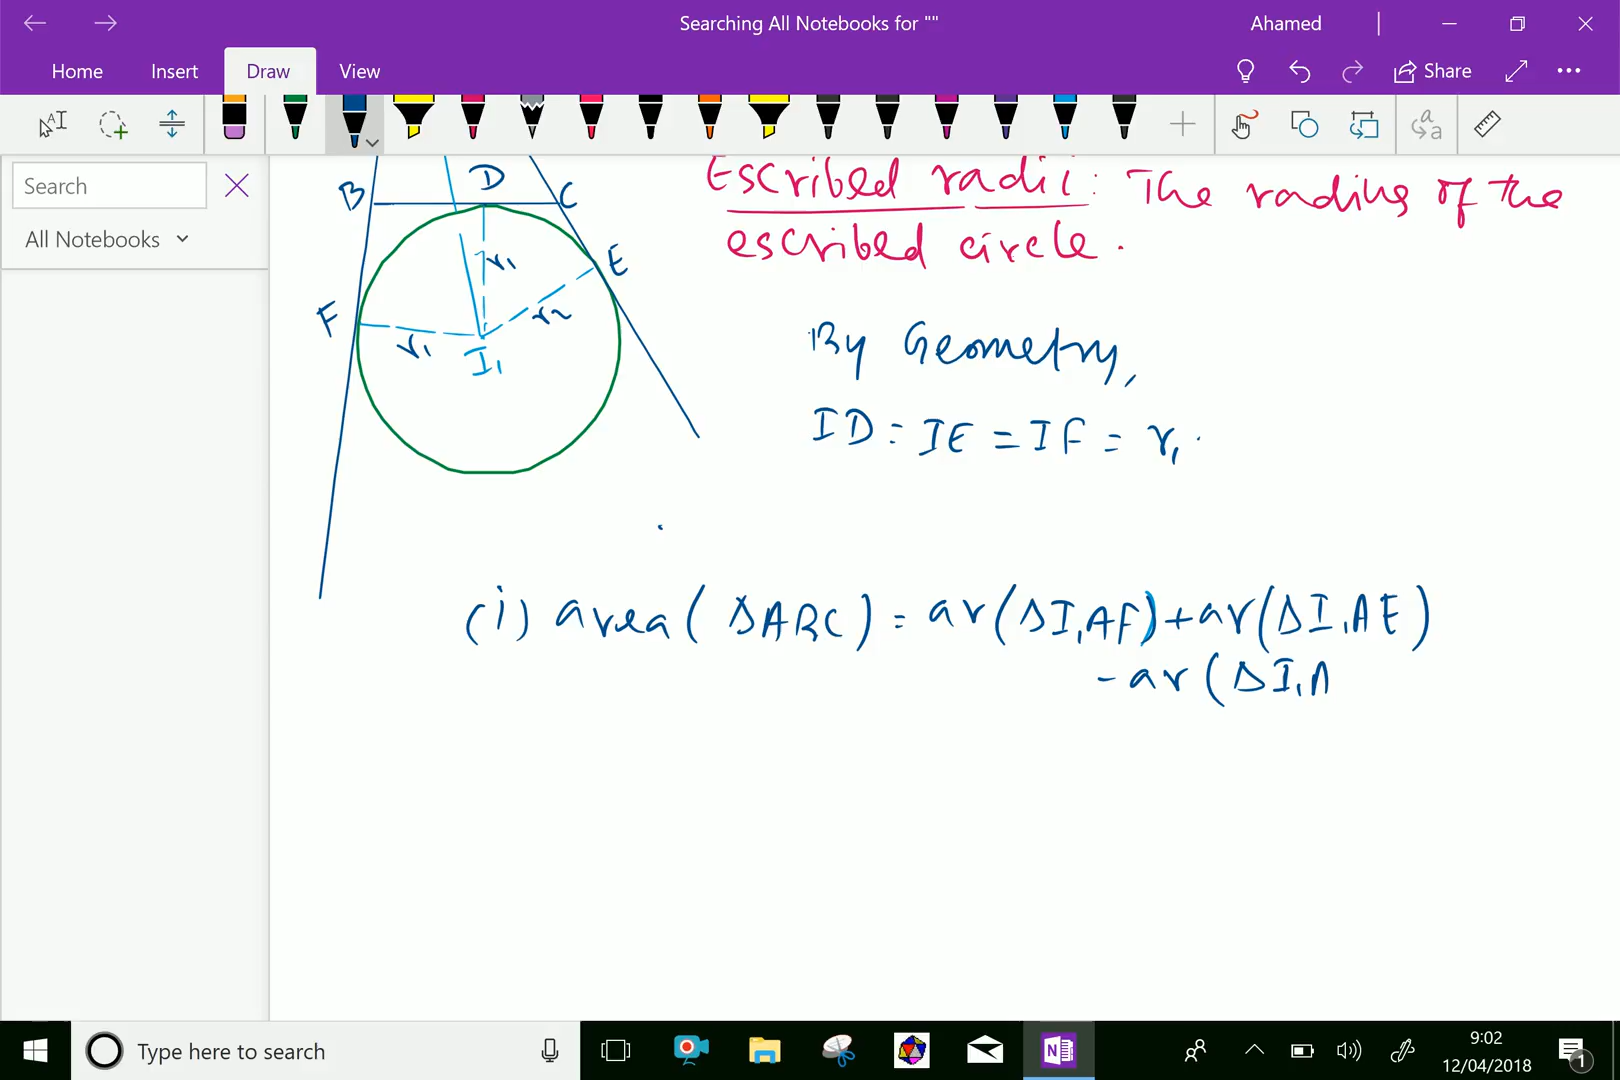 Searching All Notebooks for ""
Ahamed
Home Insert Draw View
Share
Search
All Notebooks
Escribed radii: The radius of the
escribed circle.
B D C
r1 E
F r1 r2
I1
By Geometry,
ID = IE = IF = r1.
(i) area(ΔABC) = ar(ΔI1AF) + ar(ΔI1AE)
- ar(ΔI1
Type here to search
9:02
12/04/2018
1